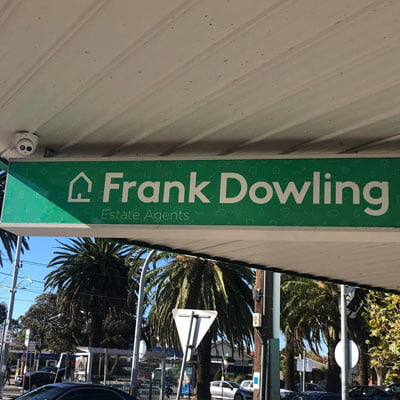 Frank Dowling
Estate Agents